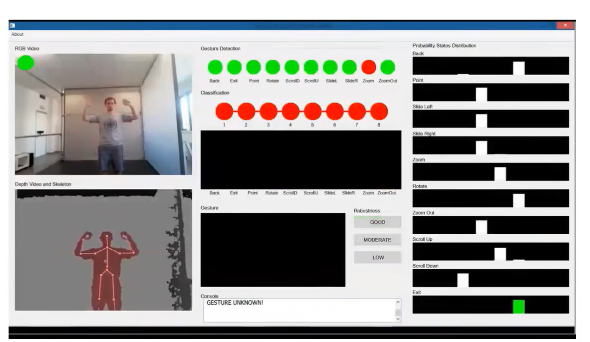 About
RGB Video
Gesture Detection
Back Exit Point Rotate ScrollD ScrollU SlideL SlideR Zoom ZoomOut
Classification
1 2 3 4 5 6 7 8
Back Exit Point Rotate ScrollD ScrollU SlideL SlideR Zoom ZoomOut
Depth Video and Skeleton
Gesture
Robustness
GOOD
MODERATE
LOW
Console
GESTURE UNKNOWN!
Probability Status Distribution
Back
Point
Slide Left
Slide Right
Zoom
Rotate
Zoom Out
Scroll Up
Scroll Down
Exit